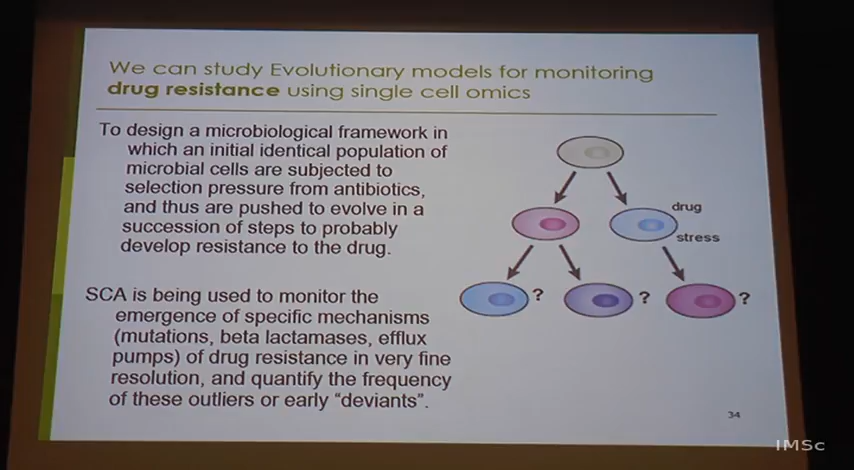 We can study Evolutionary models for monitoring
drug resistance using single cell omics
To design a microbiological framework in
which an initial identical population of
microbial cells are subjected to
selection pressure from antibiotics,
and thus are pushed to evolve in a
succession of steps to probably
develop resistance to the drug.
SCA is being used to monitor the
emergence of specific mechanisms
(mutations, beta lactamases, efflux
pumps) of drug resistance in very fine
resolution, and quantify the frequency
of these outliers or early “deviants”.
drug
stress
?
?
?
34
IMSc